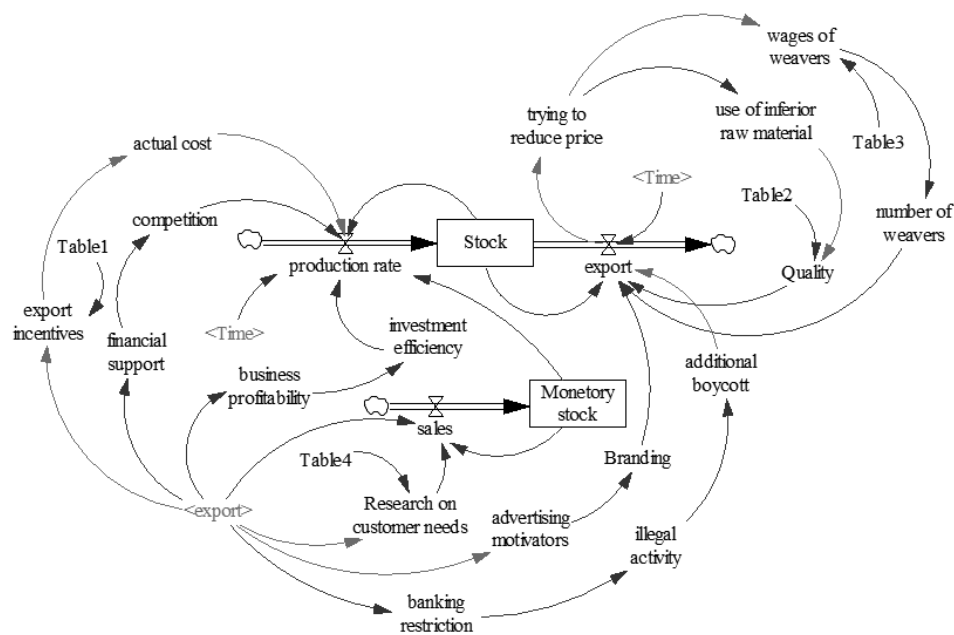 wages of
weavers
trying to
reduce price
use of inferior
raw material
actual cost
Table3
<Time>
competition
Table2
number of
weavers
Table1
Stock
production rate
export
Quality
export
incentives
<Time>
financial
support
investment
efficiency
additional
boycott
business
profitability
Monetory
stock
sales
Table4
Branding
Research on
customer needs
<export>
advertising
motivators
illegal
activity
banking
restriction